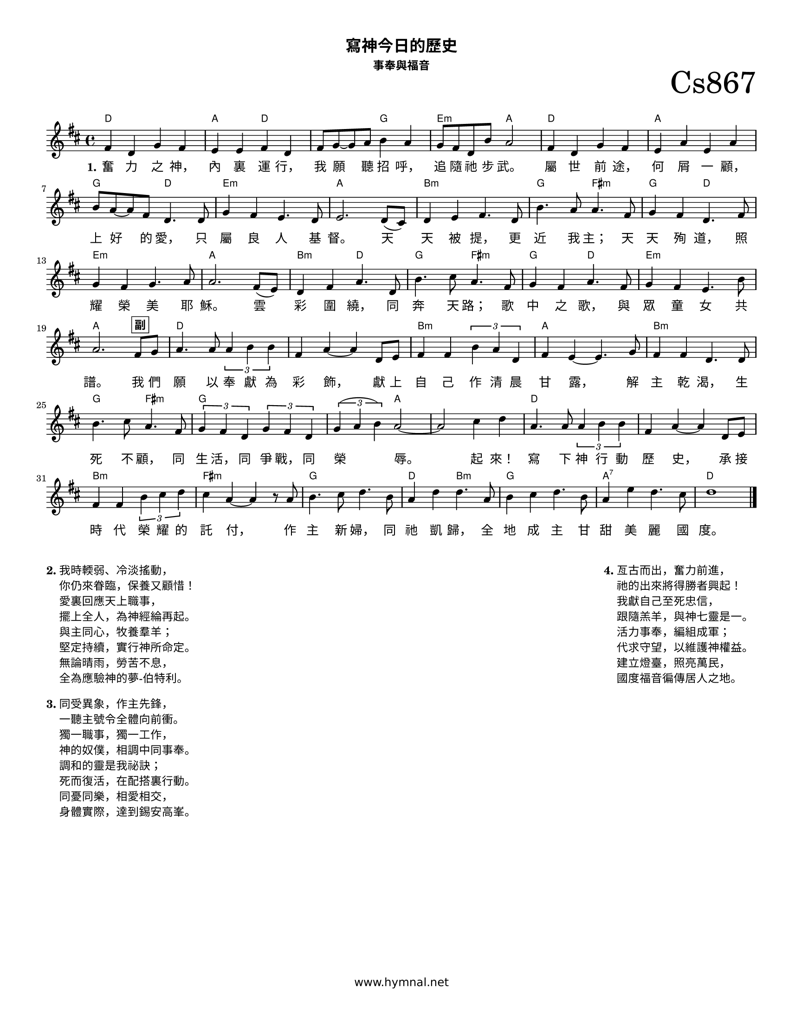 寫神今日的歷史
事奉與福音
Cs867
D A D G Em A D A
1. 奮 力 之 神， 內 裏 運 行， 我 願 聽 招 呼， 追 隨 祂 步 武。 屬 世 前 途， 何 屑 一 顧，
7
G D Em A Bm G F♯m G D
上 好 的 愛， 只 屬 良 人 基 督。 天 天 被 提， 更 近 我 主； 天 天 殉 道， 照
13
Em A Bm D G F♯m G D Em
耀 榮 美 耶 穌。 雲 彩 圍 繞， 同 奔 天 路； 歌 中 之 歌， 與 眾 童 女 共
19
A 副 D Bm 3 A Bm
3
譜。 我 們 願 以 奉 獻 為 彩 飾， 獻 上 自 己 作 清 晨 甘 露， 解 主 乾 渴， 生
25
G F♯m G 3 3 3 A D
3
死 不 顧， 同 生 活， 同 爭 戰， 同 榮 辱。 起 來！ 寫 下 神 行 動 歷 史， 承 接
31
Bm F♯m G D Bm G A7 D
3
時 代 榮 耀 的 託 付， 作 主 新 婦， 同 祂 凱 歸， 全 地 成 主 甘 甜 美 麗 國 度。
2. 我時輭弱、冷淡搖動，
你仍來眷臨，保養又顧惜！
愛裏回應天上職事，
擺上全人，為神經綸再起。
與主同心，牧養羣羊；
堅定持續，實行神所命定。
無論晴雨，勞苦不息，
全為應驗神的夢-伯特利。
3. 同受異象，作主先鋒，
一聽主號令全體向前衝。
獨一職事，獨一工作，
神的奴僕，相調中同事奉。
調和的靈是我祕訣；
死而復活，在配搭裏行動。
同憂同樂，相愛相交，
身體實際，達到錫安高峯。
4. 亙古而出，奮力前進，
祂的出來將得勝者興起！
我獻自己至死忠信，
跟隨羔羊，與神七靈是一。
活力事奉，編組成軍；
代求守望，以維護神權益。
建立燈臺，照亮萬民，
國度福音徧傳居人之地。
www.hymnal.net